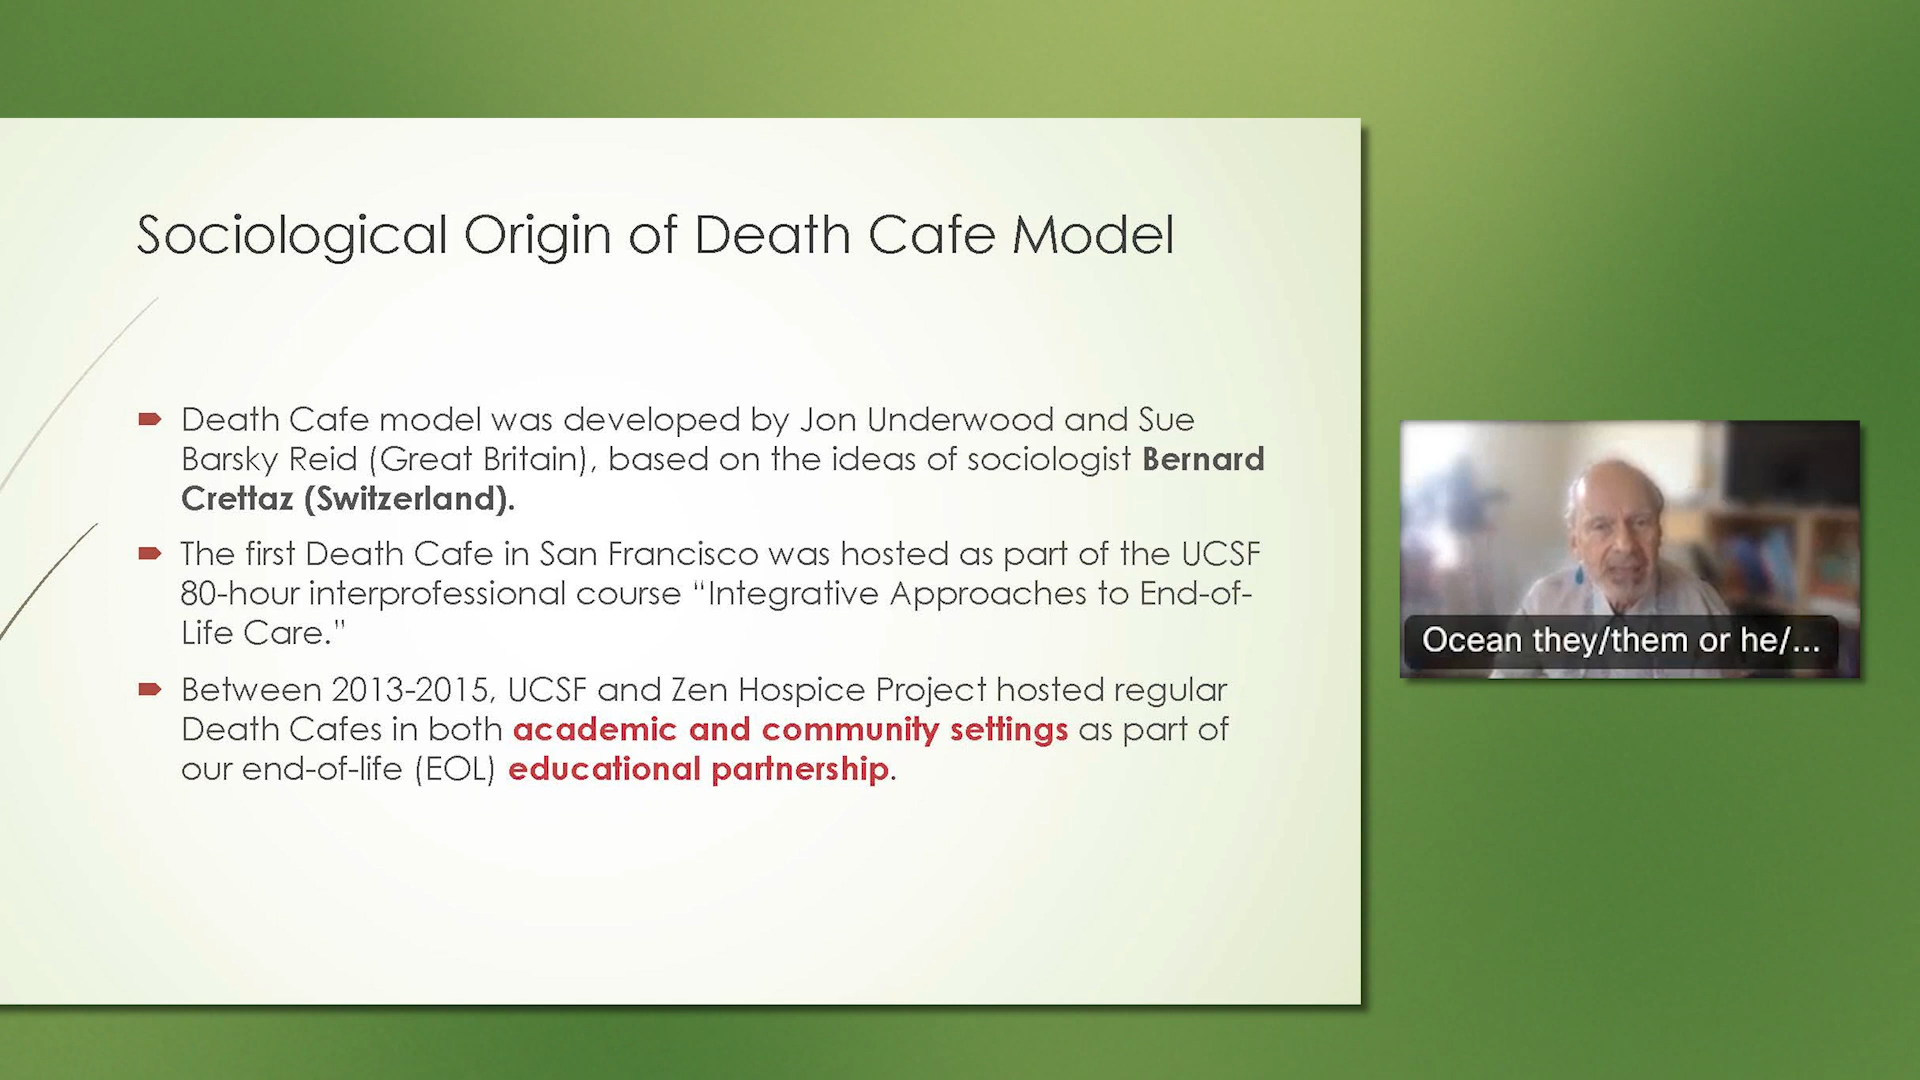 Sociological Origin of Death Cafe Model
Death Cafe model was developed by Jon Underwood and Sue
Barsky Reid (Great Britain), based on the ideas of sociologist Bernard
Crettaz (Switzerland).
The first Death Cafe in San Francisco was hosted as part of the UCSF
80-hour interprofessional course “Integrative Approaches to End-of-
Life Care.”
Between 2013-2015, UCSF and Zen Hospice Project hosted regular
Death Cafes in both academic and community settings as part of
our end-of-life (EOL) educational partnership.
Ocean they/them or he/...